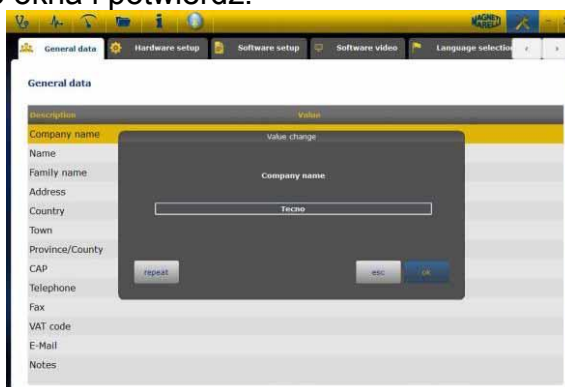 okna i potwierdź.
MAGNETI
MARELLI
General data Hardware setup Software setup Software video Language selection
General data
Description Value
Company name
Value change
Name
Family name
Company name
Address
Country
Tecno
Town
Province/County
CAP
repeat esc ok
Telephone
Fax
VAT code
E-Mail
Notes